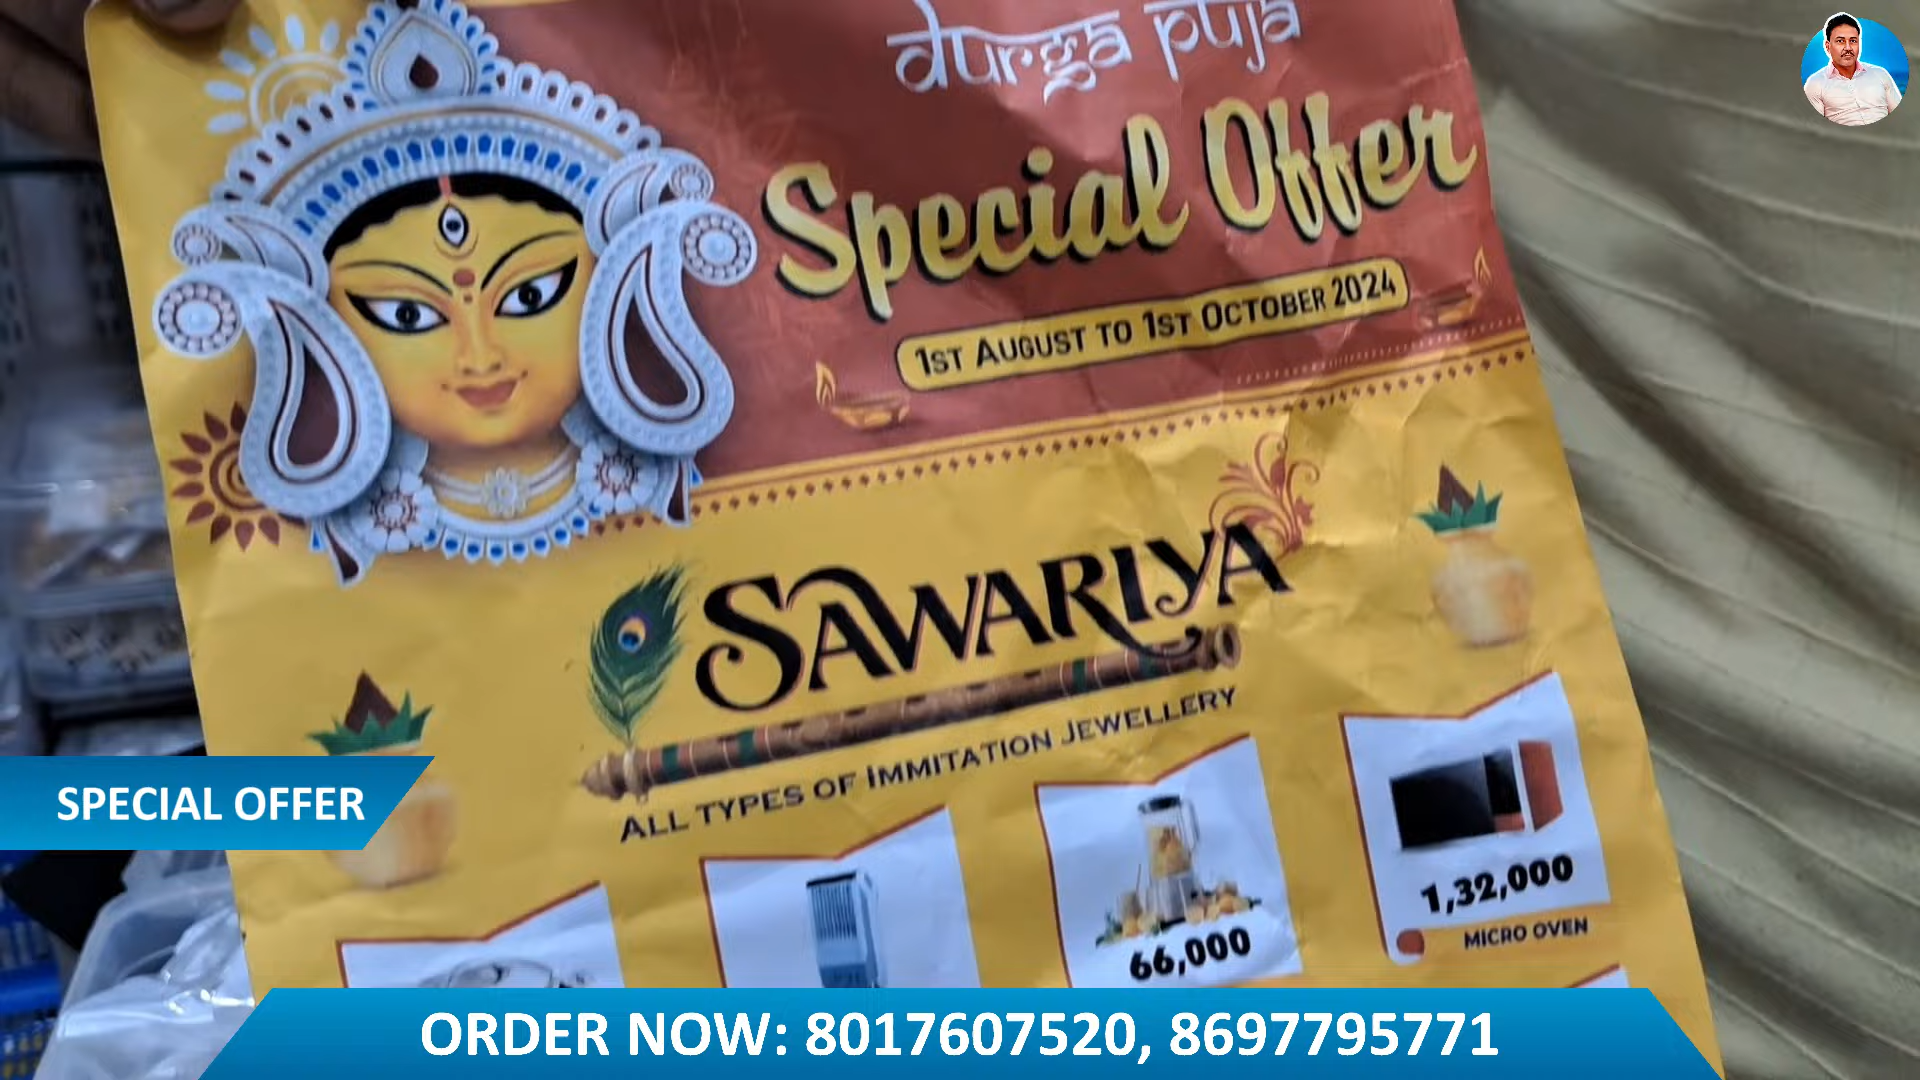 durga puja
Special Offer
1ST AUGUST TO 1ST OCTOBER 2024
SAWARIYA
ALL TYPES OF IMMITATION JEWELLERY
1,32,000
MICRO OVEN
66,000
SPECIAL OFFER
ORDER NOW: 8017607520, 8697795771